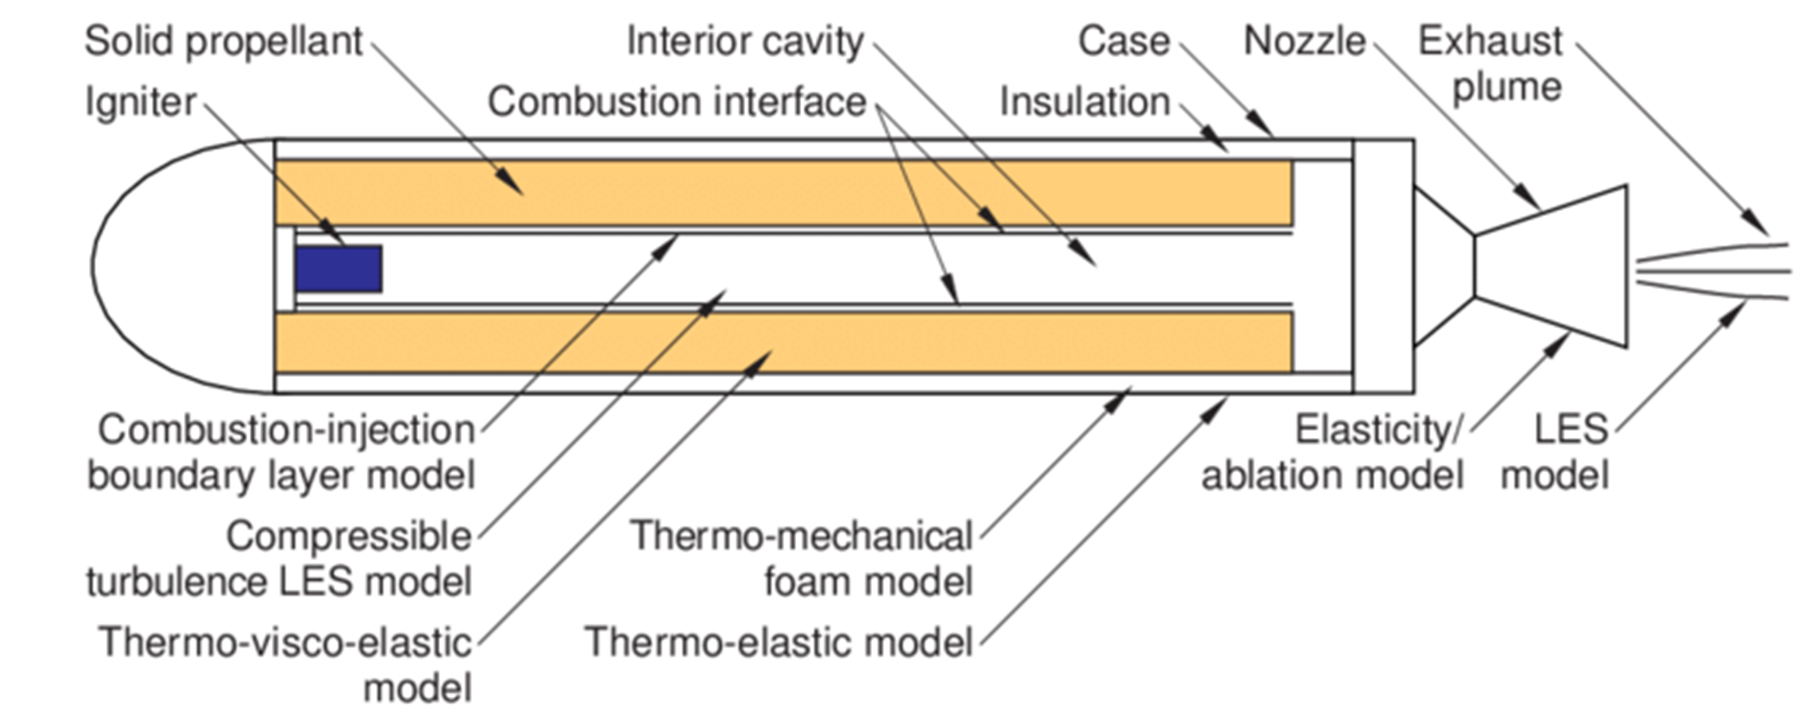 Solid propellant
Igniter
Interior cavity
Combustion interface
Case
Insulation
Nozzle
Exhaust
plume
Combustion-injection
boundary layer model
Compressible
turbulence LES model
Thermo-visco-elastic
model
Thermo-mechanical
foam model
Thermo-elastic model
Elasticity/
ablation model
LES
model